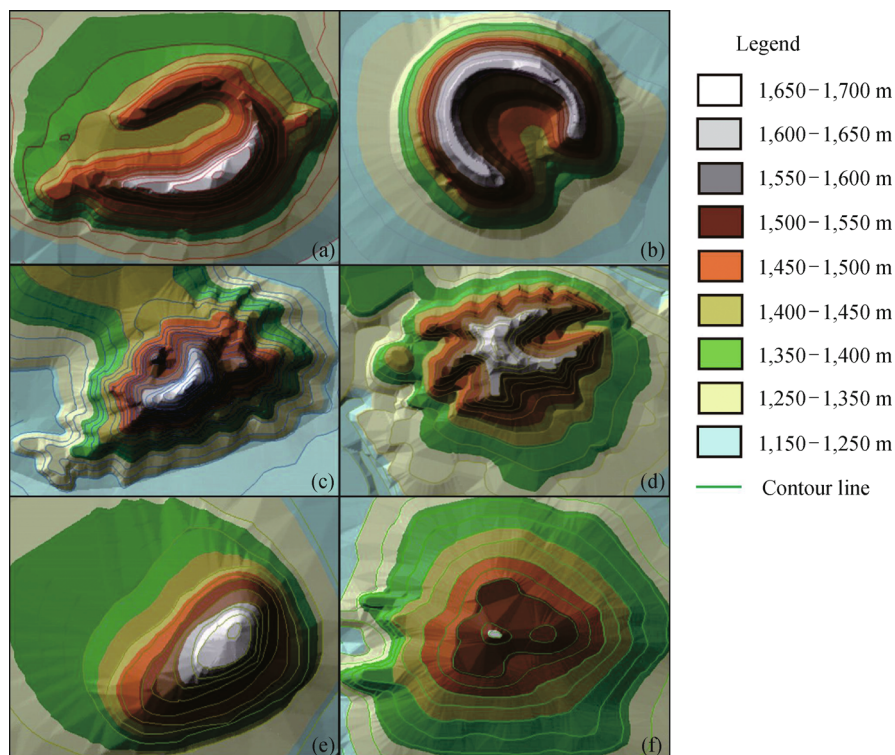 Legend
1,650–1,700 m
1,600–1,650 m
1,550–1,600 m
1,500–1,550 m
1,450–1,500 m
1,400–1,450 m
1,350–1,400 m
1,250–1,350 m
1,150–1,250 m
Contour line
(a)
(b)
(c)
(d)
(e)
(f)